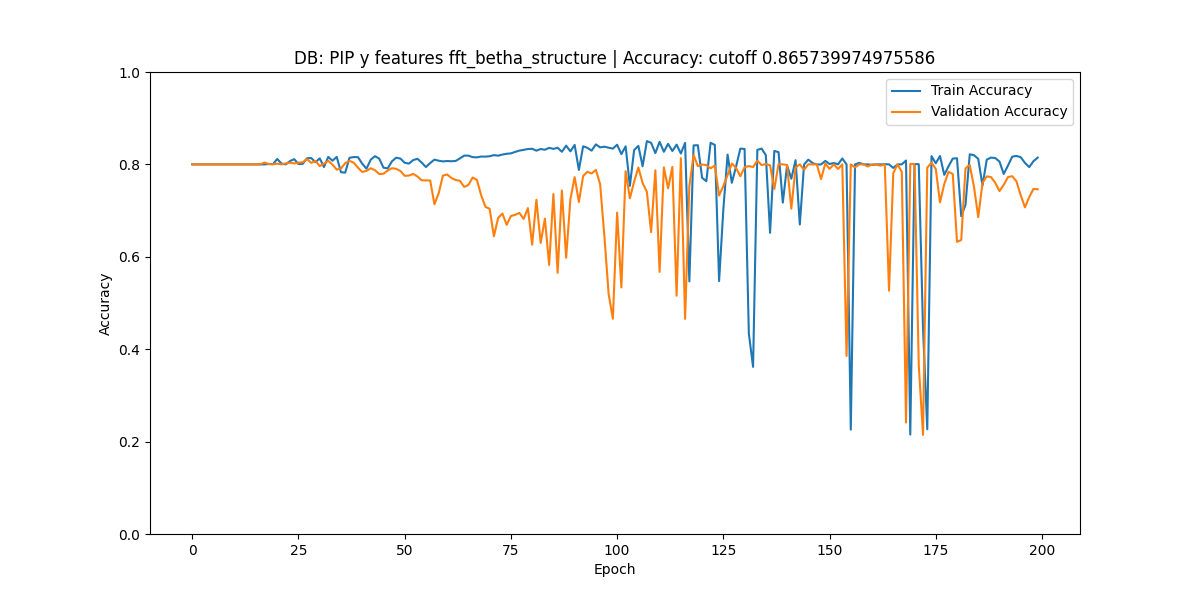 DB: PIP y features fft_betha_structure | Accuracy: cutoff 0.865739974975586
Train Accuracy
Validation Accuracy
Accuracy
1.0
0.8
0.6
0.4
0.2
0.0
0 25 50 75 100 125 150 175 200
Epoch